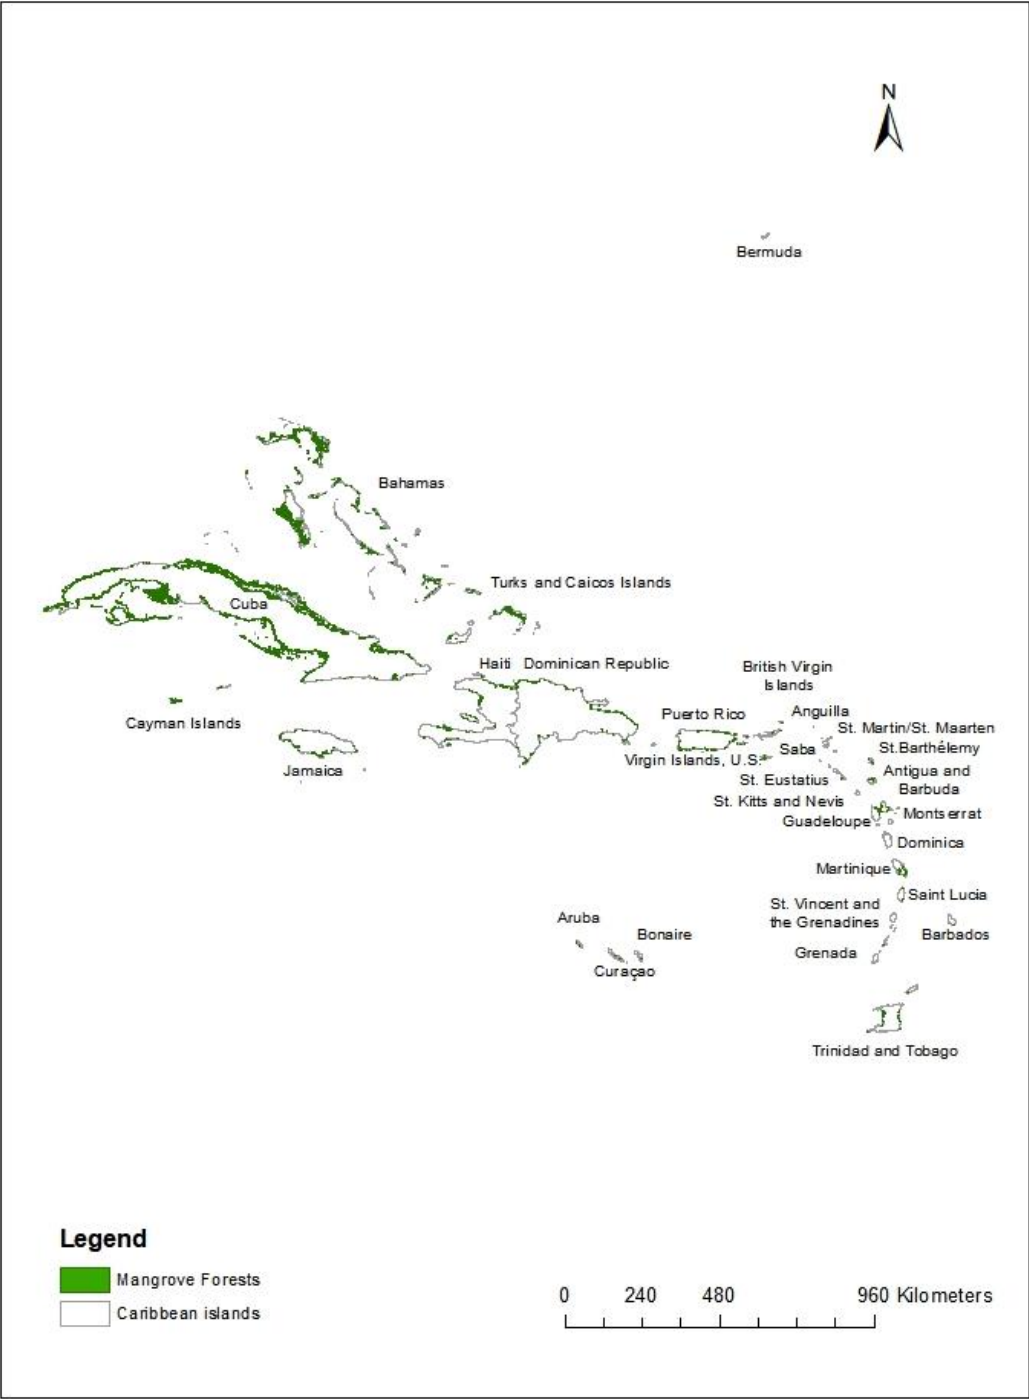 N
Bermuda
Bahamas
Turks and Caicos Islands
Cuba
Haiti Dominican Republic
British Virgin
Islands
Cayman Islands
Puerto Rico
Anguilla
St. Martin/St. Maarten
Jamaica
Virgin Islands, U.S.
Saba
St.Barthélemy
St. Eustatius
Antigua and
Barbuda
St. Kitts and Nevis
Montserrat
Guadeloupe
Dominica
Martinique
Saint Lucia
St. Vincent and
the Grenadines
Barbados
Aruba
Bonaire
Curaçao
Grenada
Trinidad and Tobago
Legend
Mangrove Forests
Caribbean islands
0 240 480 960 Kilometers